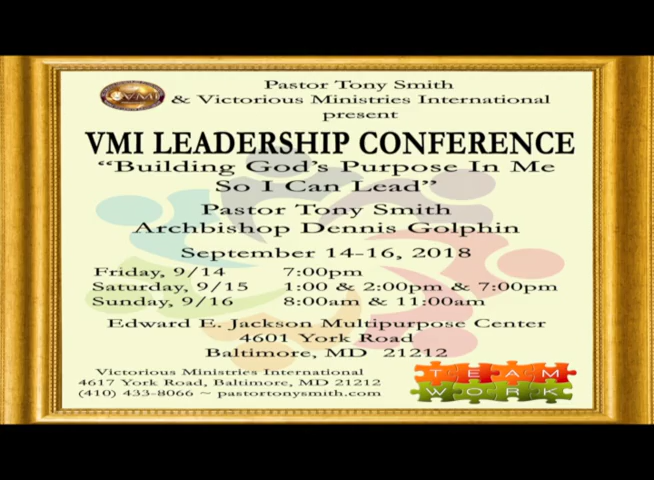 VMI
Pastor Tony Smith
& Victorious Ministries International
present
VMI LEADERSHIP CONFERENCE
“Building God’s Purpose In Me
So I Can Lead”
Pastor Tony Smith
Archbishop Dennis Golphin
September 14-16, 2018
Friday, 9/14 7:00pm
Saturday, 9/15 1:00 & 2:00pm & 7:00pm
Sunday, 9/16 8:00am & 11:00am
Edward E. Jackson Multipurpose Center
4601 York Road
Baltimore, MD 21212
Victorious Ministries International
4617 York Road, Baltimore, MD 21212
(410) 433-8066 ~ pastortonysmith.com
TEAM
WORK